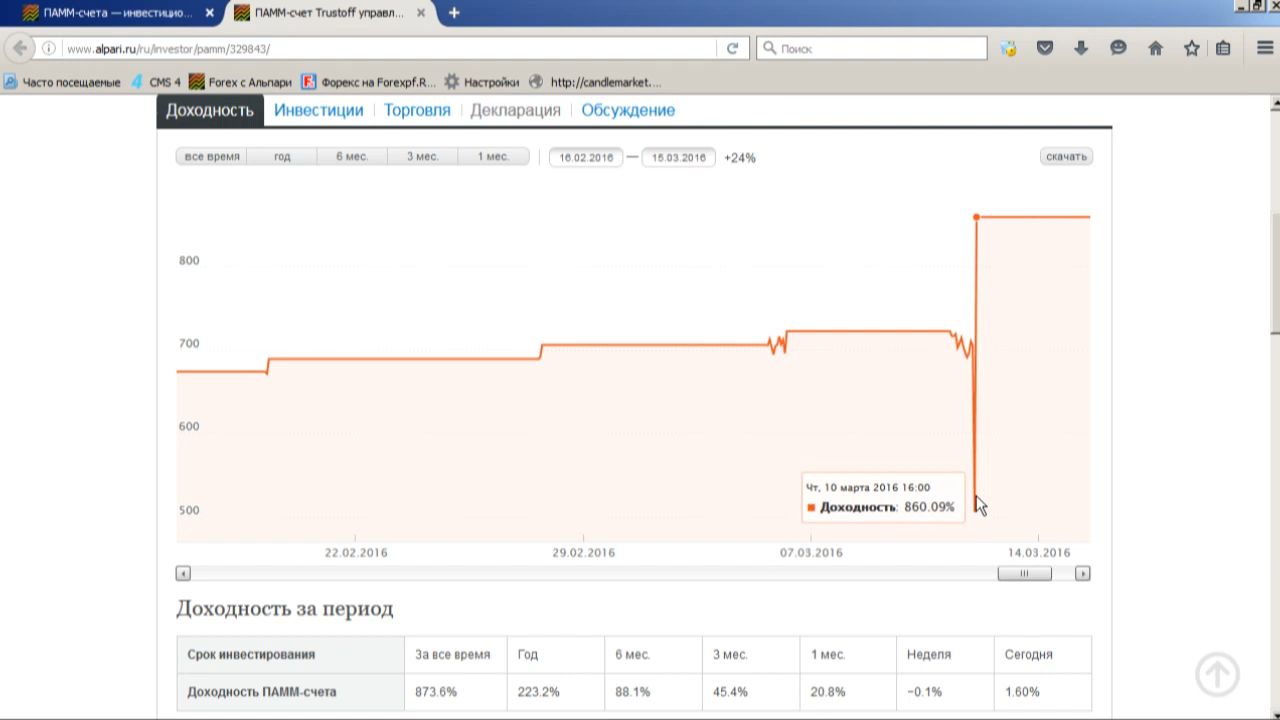 ПАММ-счета — инвестицио...
ПАММ-счет Trustoff управл...
www.alpari.ru/ru/investor/pamm/329843/
Поиск
Часто посещаемые
CMS 4
Forex с Альпари
Форекс на Forexpf.R...
Настройки
http://candlemarket....
Доходность
Инвестиции
Торговля
Декларация
Обсуждение
все время год 6 мес. 3 мес. 1 мес. 16.02.2016 — 15.03.2016 +24% скачать
800
700
600
500
Чт, 10 марта 2016 16:00
Доходность: 860.09%
22.02.2016 29.02.2016 07.03.2016 14.03.2016
Доходность за период
Срок инвестирования За все время Год 6 мес. 3 мес. 1 мес. Неделя Сегодня
Доходность ПАММ-счета 873.6% 223.2% 88.1% 45.4% 20.8% −0.1% 1.60%